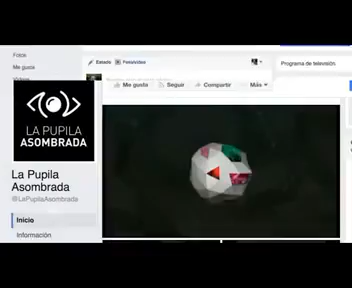 Fotos
Me gusta
Videos
Estado Foto/video
Programa de televisión
Me gusta Seguir Compartir Más
LA PUPILA
ASOMBRADA
La Pupila
Asombrada
@LaPupilaAsombrada
Inicio
Información